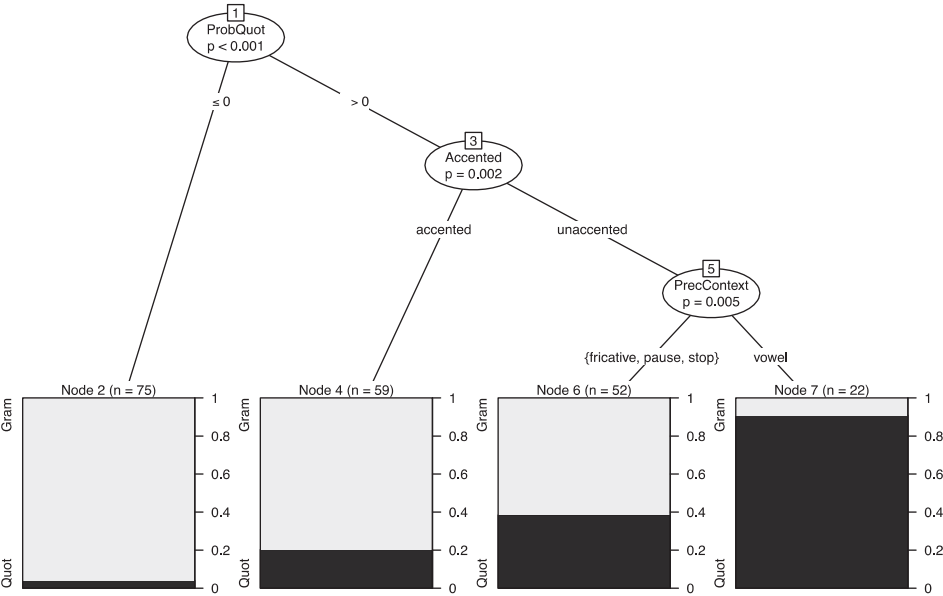 1
ProbQuot
p < 0.001
≤ 0
> 0
3
Accented
p = 0.002
accented
unaccented
5
PrecContext
p = 0.005
{fricative, pause, stop}
vowel
Node 2 (n = 75)
Gram
Quot
1
0.8
0.6
0.4
0.2
0
Node 4 (n = 59)
Gram
Quot
1
0.8
0.6
0.4
0.2
0
Node 6 (n = 52)
Gram
Quot
1
0.8
0.6
0.4
0.2
0
Node 7 (n = 22)
Gram
Quot
1
0.8
0.6
0.4
0.2
0